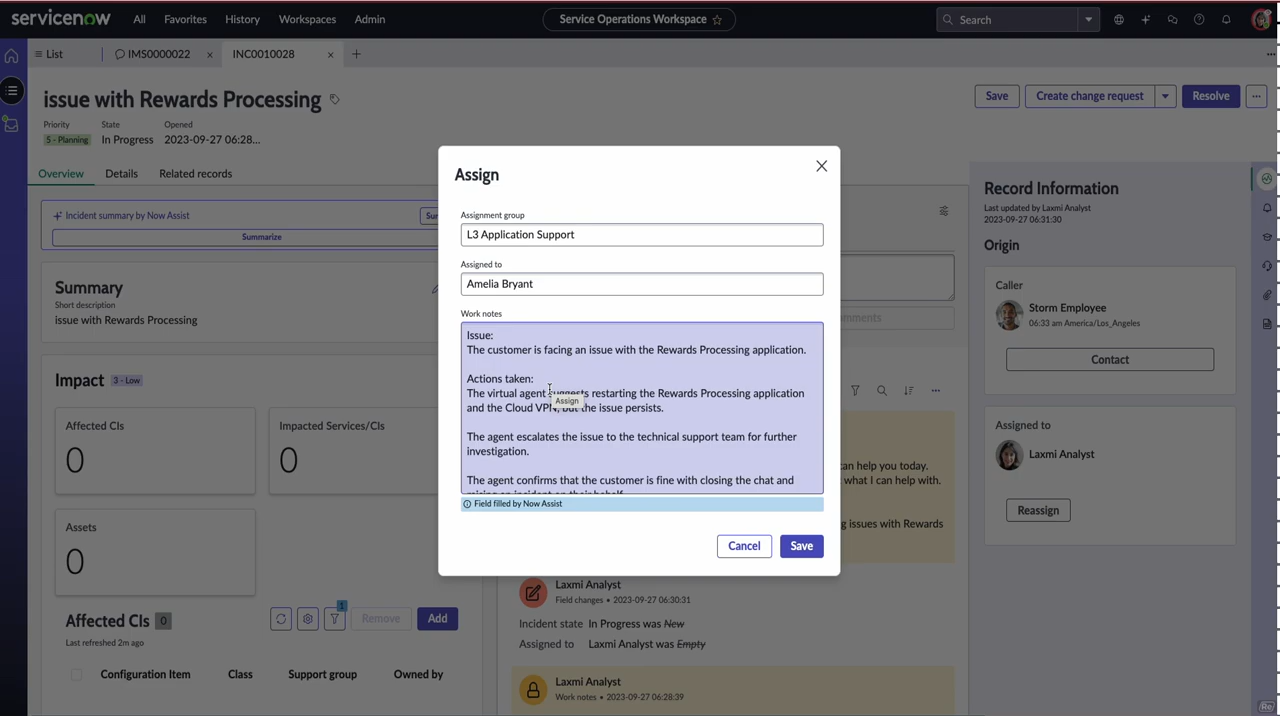 servicenow
All Favorites History Workspaces Admin
Service Operations Workspace
Search
List IMS0000022 INC0010028
issue with Rewards Processing
Save Create change request Resolve
Priority State Opened
5 - Planning In Progress 2023-09-27 06:28...
Overview Details Related records
Incident summary by Now Assist
Summarize
Summary
Short description
issue with Rewards Processing
Impact 3 - Low
Affected CIs
0
Impacted Services/CIs
0
Assets
0
Affected CIs 0
Last refreshed 2m ago
1
Remove Add
Configuration Item Class Support group Owned by
Assign
Assignment group
L3 Application Support
Assigned to
Amelia Bryant
Work notes
Issue:
The customer is facing an issue with the Rewards Processing application.
Actions taken:
The virtual agent suggests restarting the Rewards Processing application
Assign
and the Cloud VPN, but the issue persists.
The agent escalates the issue to the technical support team for further
investigation.
The agent confirms that the customer is fine with closing the chat and
raising an incident on their behalf.
Field filled by Now Assist
Cancel Save
can help you today.
what I can help with.
g issues with Rewards
Laxmi Analyst
Field changes • 2023-09-27 06:30:31
Incident state In Progress was New
Assigned to Laxmi Analyst was Empty
Laxmi Analyst
Work notes • 2023-09-27 06:28:39
Record Information
Last updated by Laxmi Analyst
2023-09-27 06:31:30
Origin
Caller
Storm Employee
06:33 am America/Los_Angeles
Contact
Assigned to
Laxmi Analyst
Reassign